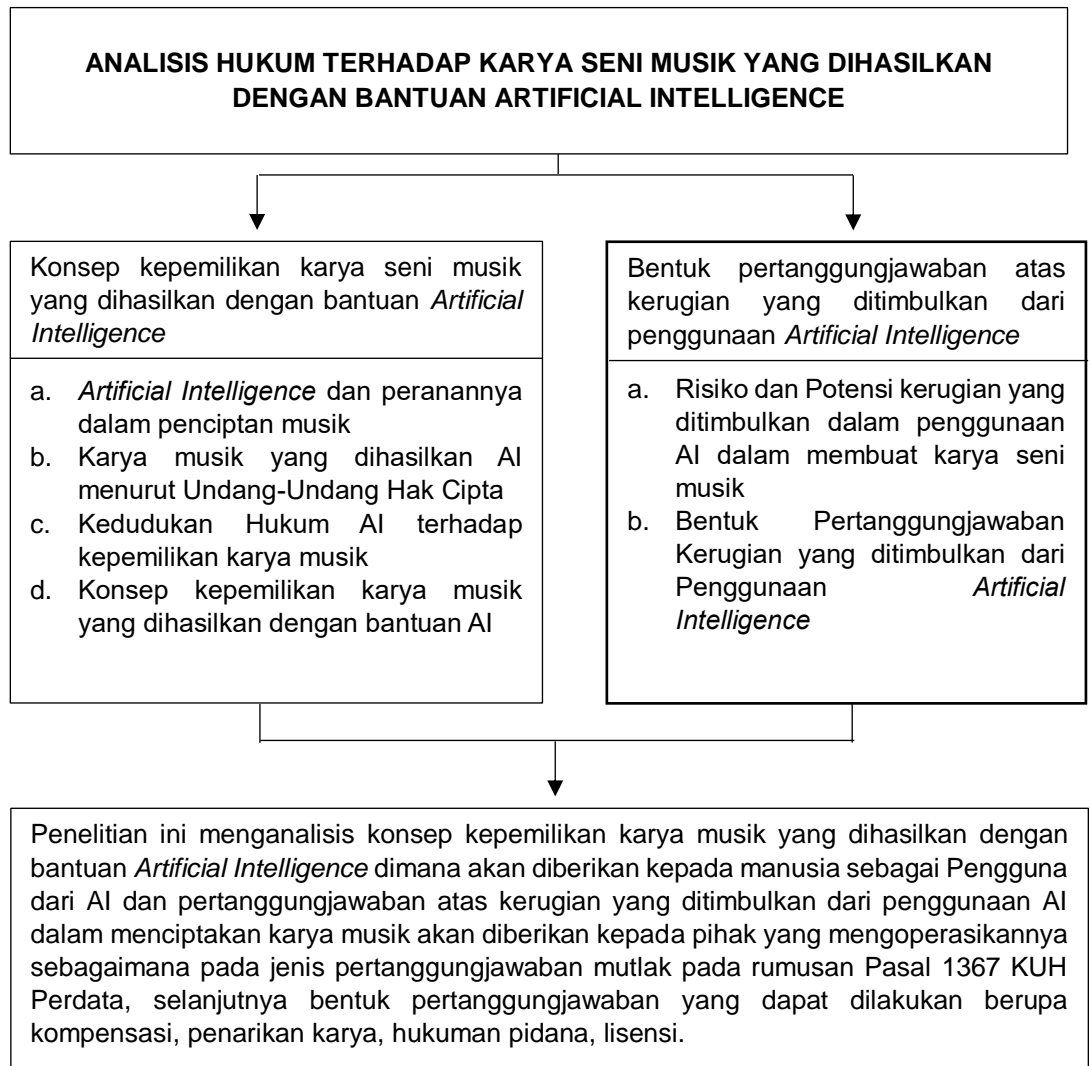 ANALISIS HUKUM TERHADAP KARYA SENI MUSIK YANG DIHASILKAN
DENGAN BANTUAN ARTIFICIAL INTELLIGENCE
Konsep kepemilikan karya seni musik
yang dihasilkan dengan bantuan Artificial
Intelligence
a. Artificial Intelligence dan peranannya
dalam penciptan musik
b. Karya musik yang dihasilkan AI
menurut Undang-Undang Hak Cipta
c. Kedudukan Hukum AI terhadap
kepemilikan karya musik
d. Konsep kepemilikan karya musik
yang dihasilkan dengan bantuan AI
Bentuk pertanggungjawaban atas
kerugian yang ditimbulkan dari
penggunaan Artificial Intelligence
a. Risiko dan Potensi kerugian yang
ditimbulkan dalam penggunaan
AI dalam membuat karya seni
musik
b. Bentuk Pertanggungjawaban
Kerugian yang ditimbulkan dari
Penggunaan Artificial
Intelligence
Penelitian ini menganalisis konsep kepemilikan karya musik yang dihasilkan dengan
bantuan Artificial Intelligence dimana akan diberikan kepada manusia sebagai Pengguna
dari AI dan pertanggungjawaban atas kerugian yang ditimbulkan dari penggunaan AI
dalam menciptakan karya musik akan diberikan kepada pihak yang mengoperasikannya
sebagaimana pada jenis pertanggungjawaban mutlak pada rumusan Pasal 1367 KUH
Perdata, selanjutnya bentuk pertanggungjawaban yang dapat dilakukan berupa
kompensasi, penarikan karya, hukuman pidana, lisensi.